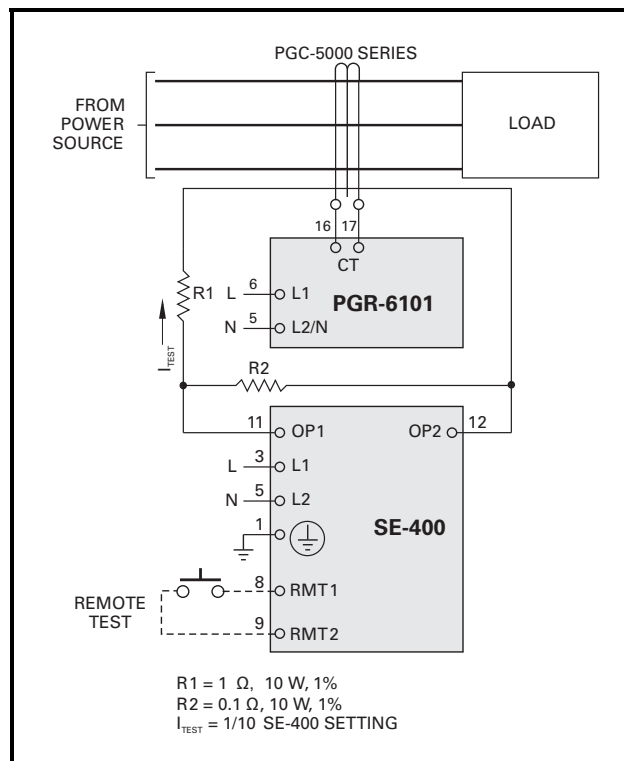 PGC-5000 SERIES
FROM
POWER
SOURCE
LOAD
16 17
CT
R1
L 6 L1
PGR-6101
N 5 L2/N
I_TEST
R2
11 OP1
OP2 12
L 3 L1
N 5 L2
1
SE-400
8 RMT1
REMOTE
TEST
9 RMT2
R1 = 1 Ω, 10 W, 1%
R2 = 0.1 Ω, 10 W, 1%
I_TEST = 1/10 SE-400 SETTING